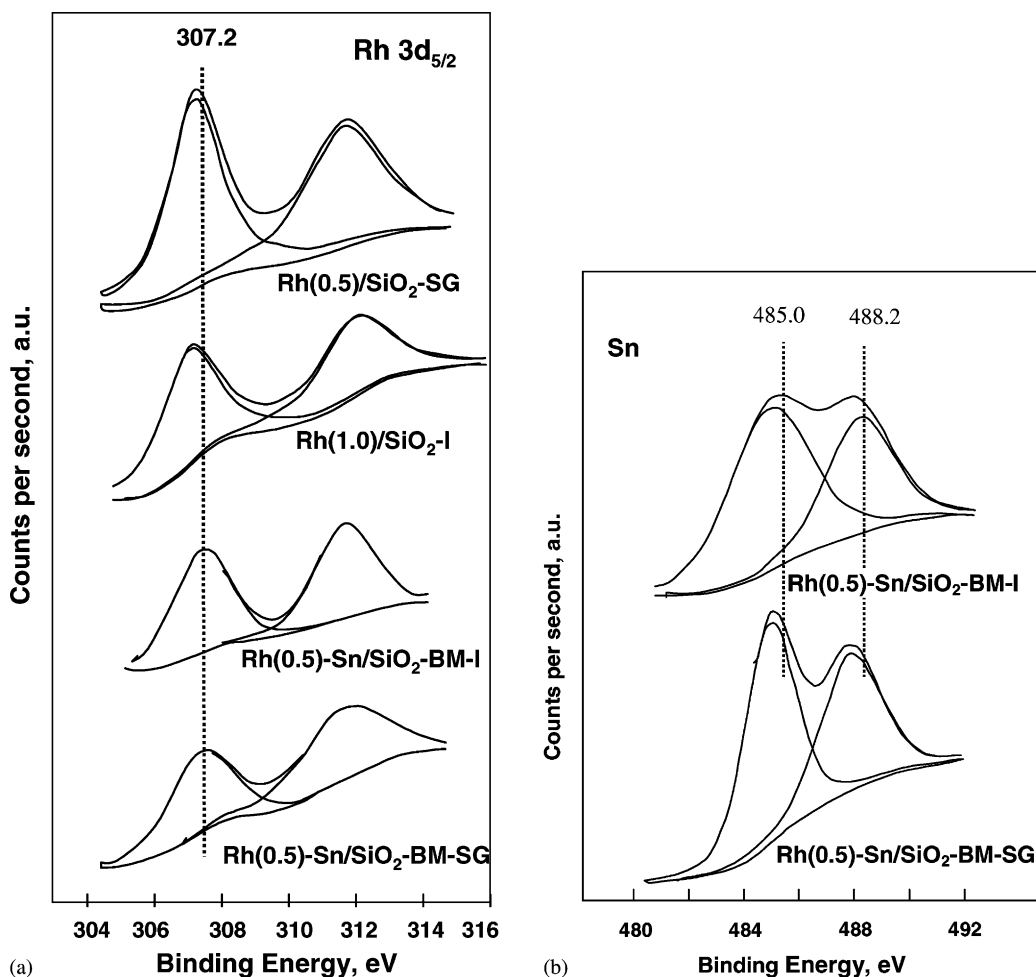 307.2
Rh 3d5/2
Rh(0.5)/SiO2-SG
Rh(1.0)/SiO2-I
Rh(0.5)-Sn/SiO2-BM-I
Rh(0.5)-Sn/SiO2-BM-SG
Counts per second, a.u.
304 306 308 310 312 314 316
(a) Binding Energy, eV
485.0 488.2
Sn
Rh(0.5)-Sn/SiO2-BM-I
Rh(0.5)-Sn/SiO2-BM-SG
Counts per second, a.u.
480 484 488 492
(b) Binding Energy, eV